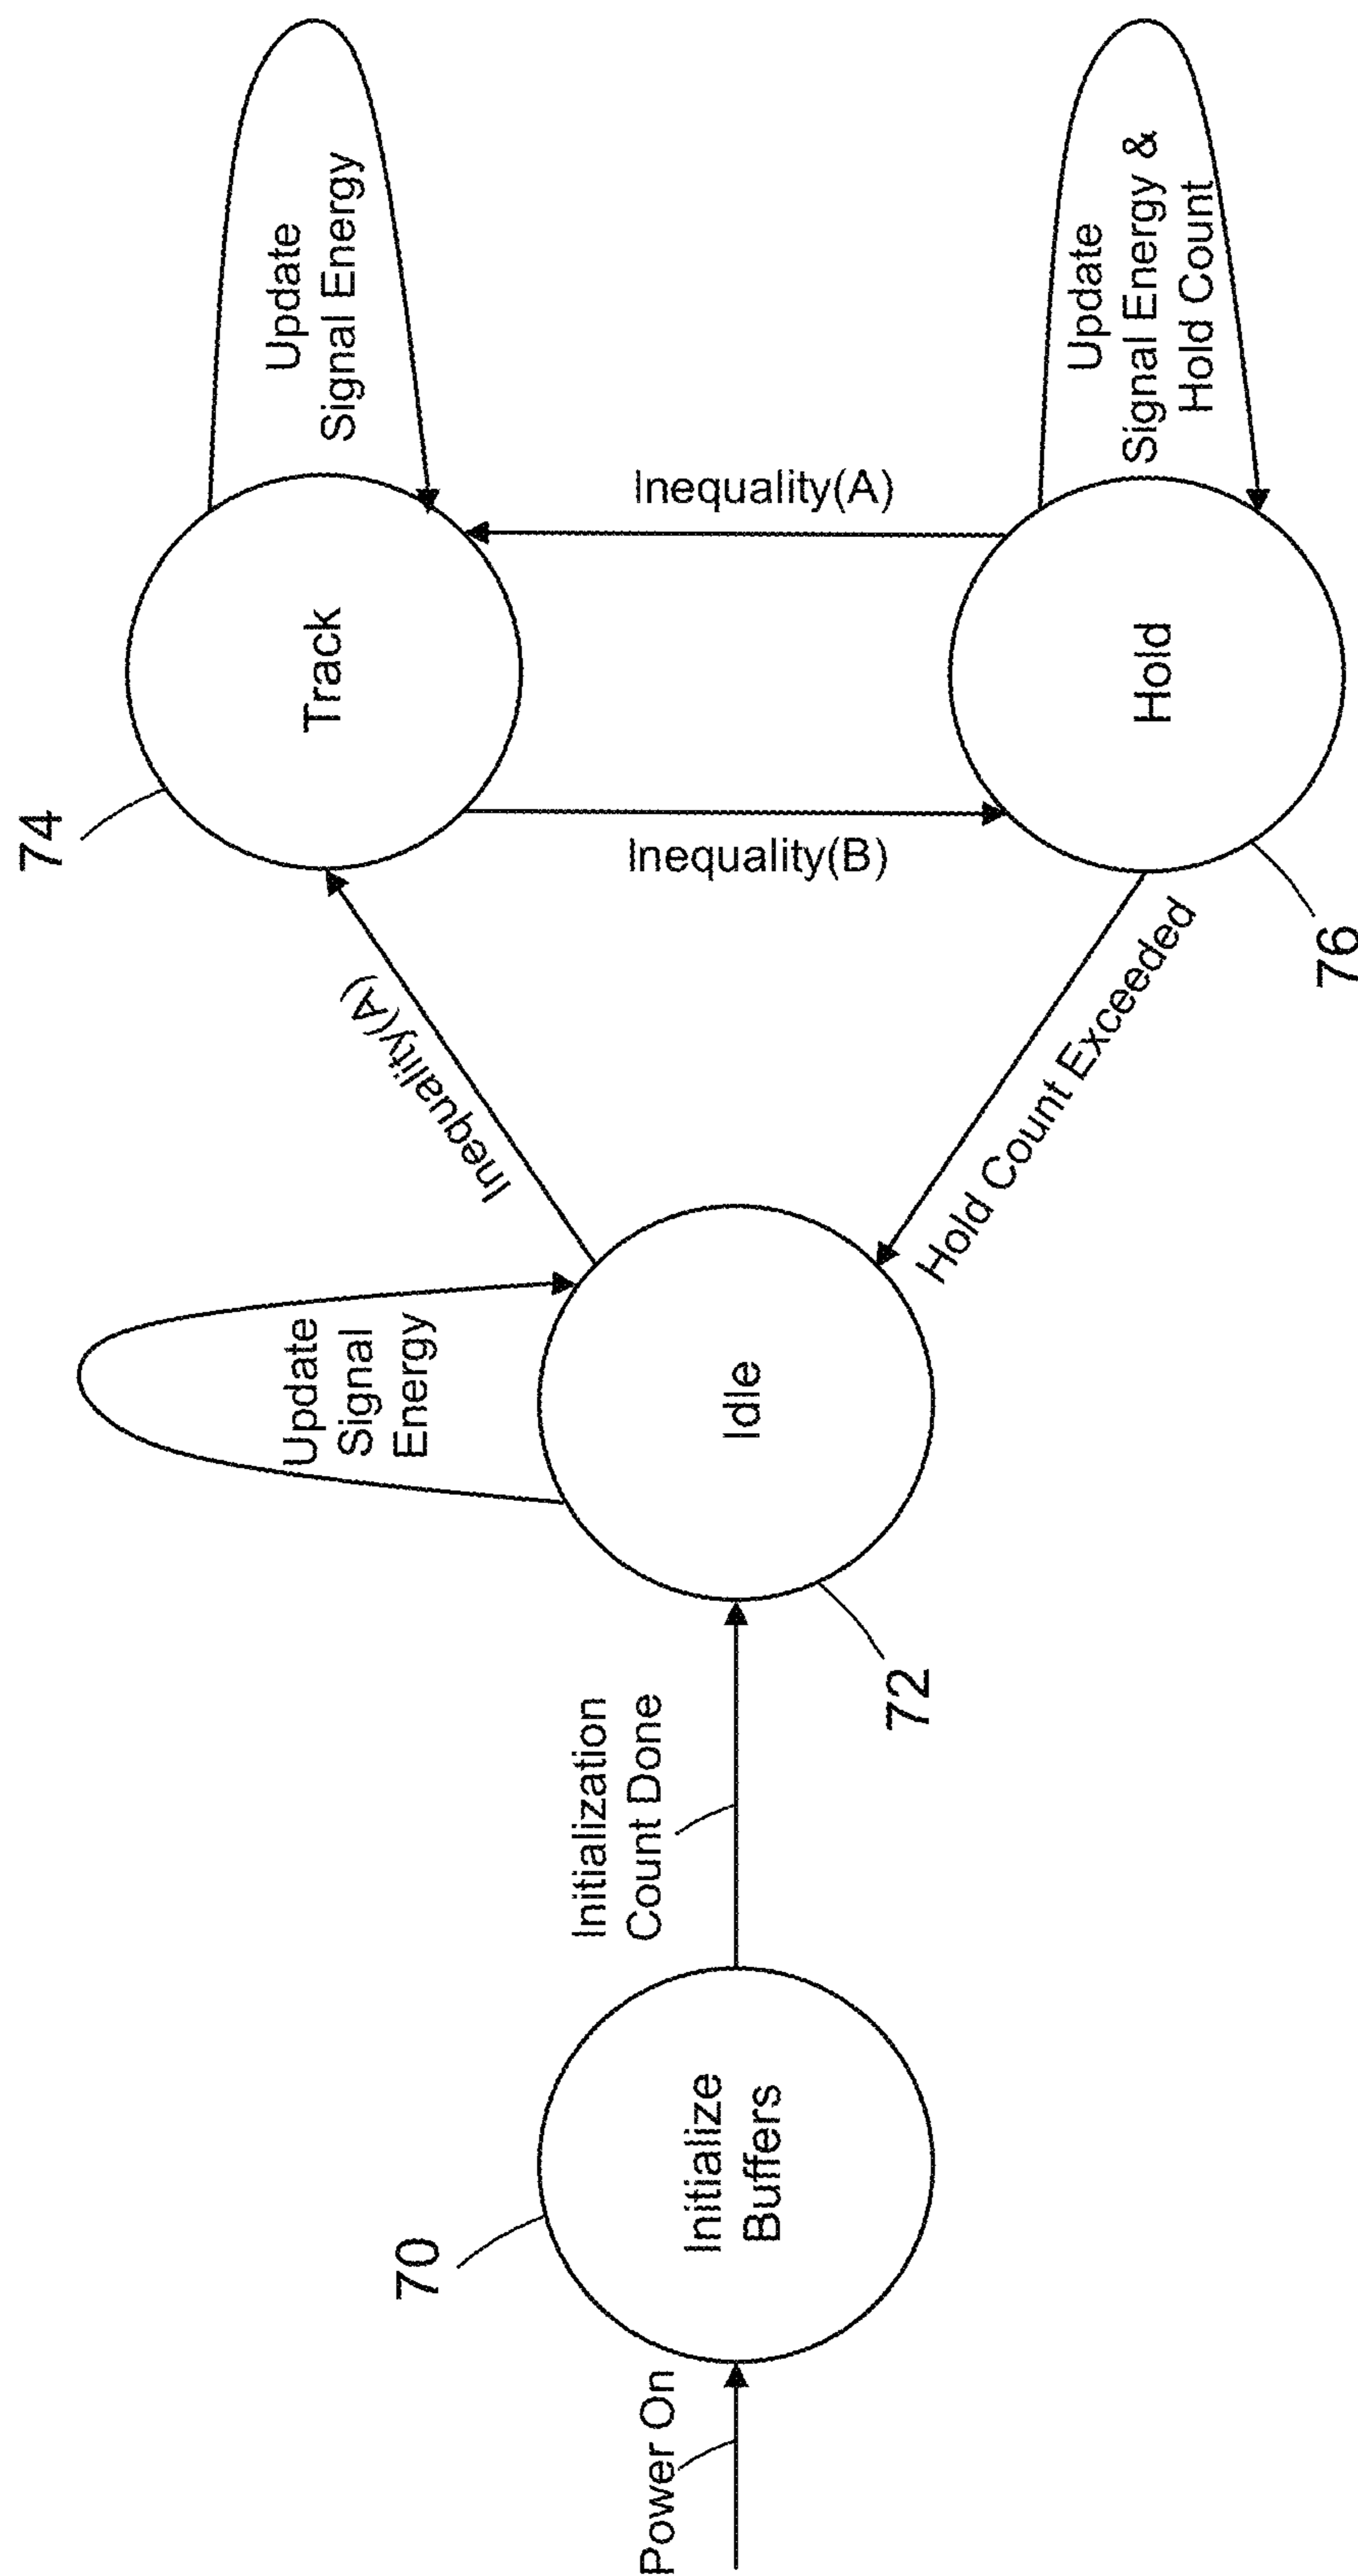 Power On
70
Initialize
Buffers
Initialization
Count Done
72
Idle
Update
Signal
Energy
Inequality(A)
Hold Count Exceeded
74
Track
Update
Signal Energy
Inequality(B)
Inequality(A)
76
Hold
Update
Signal Energy &
Hold Count